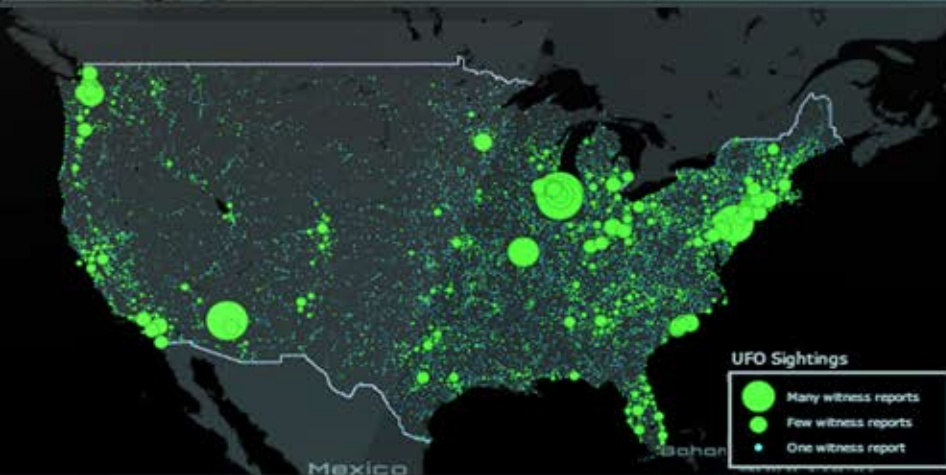 UFO Sightings
Many witness reports
Few witness reports
One witness report
Mexico